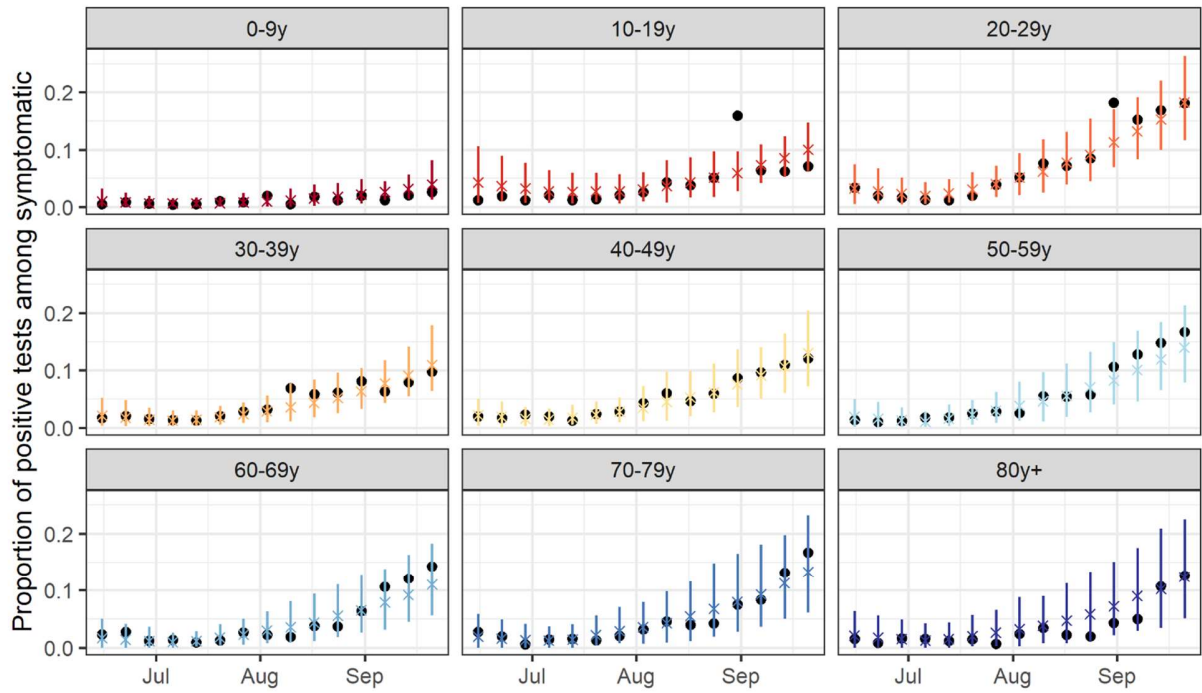 0-9y 10-19y 20-29y
0.2
0.1
0.0
30-39y 40-49y 50-59y
0.2
0.1
0.0
60-69y 70-79y 80y+
0.2
0.1
0.0
Jul Aug Sep Jul Aug Sep Jul Aug Sep
Proportion of positive tests among symptomatic